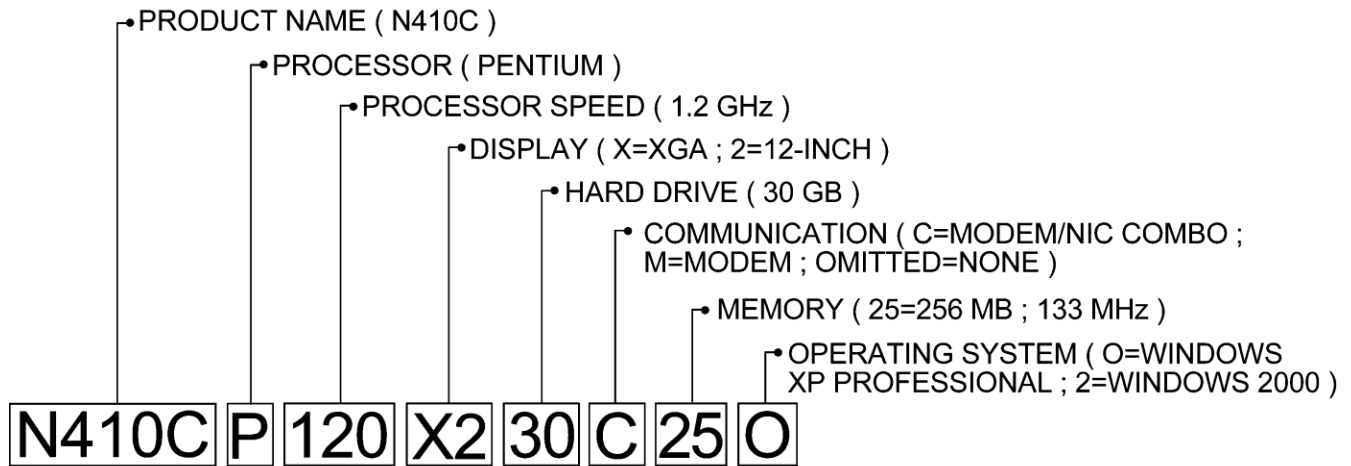 PRODUCT NAME ( N410C )
PROCESSOR ( PENTIUM )
PROCESSOR SPEED ( 1.2 GHz )
DISPLAY ( X=XGA ; 2=12-INCH )
HARD DRIVE ( 30 GB )
COMMUNICATION ( C=MODEM/NIC COMBO ;
M=MODEM ; OMITTED=NONE )
MEMORY ( 25=256 MB ; 133 MHz )
OPERATING SYSTEM ( O=WINDOWS
XP PROFESSIONAL ; 2=WINDOWS 2000 )
N410C P 120 X2 30 C 25 O